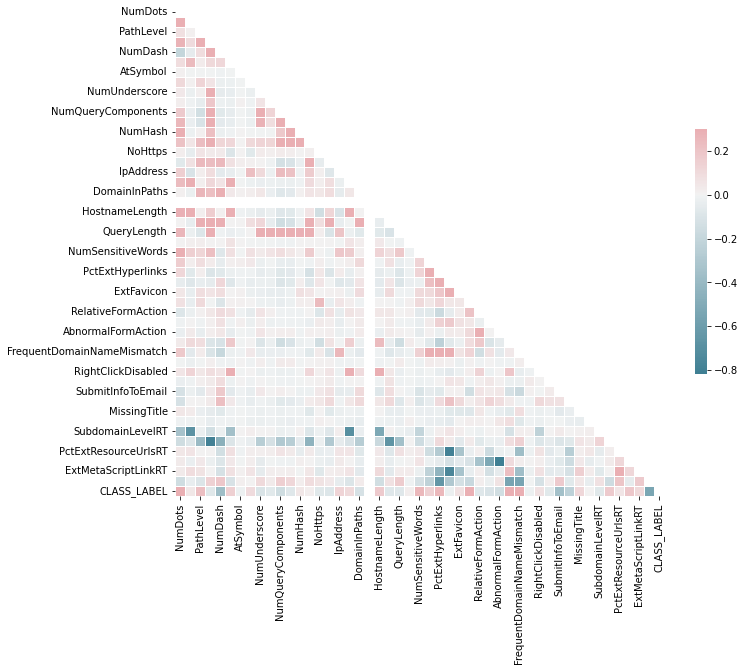 NumDots
PathLevel
NumDash
AtSymbol
NumUnderscore
NumQueryComponents
NumHash
NoHttps
IpAddress
DomainInPaths
HostnameLength
QueryLength
NumSensitiveWords
PctExtHyperlinks
ExtFavicon
RelativeFormAction
AbnormalFormAction
FrequentDomainNameMismatch
RightClickDisabled
SubmitInfoToEmail
MissingTitle
SubdomainLevelRT
PctExtResourceUrlsRT
ExtMetaScriptLinkRT
CLASS_LABEL
NumDots
PathLevel
NumDash
AtSymbol
NumUnderscore
NumQueryComponents
NumHash
NoHttps
IpAddress
DomainInPaths
HostnameLength
QueryLength
NumSensitiveWords
PctExtHyperlinks
ExtFavicon
RelativeFormAction
AbnormalFormAction
FrequentDomainNameMismatch
RightClickDisabled
SubmitInfoToEmail
MissingTitle
SubdomainLevelRT
PctExtResourceUrlsRT
ExtMetaScriptLinkRT
CLASS_LABEL
0.2
0.0
−0.2
−0.4
−0.6
−0.8